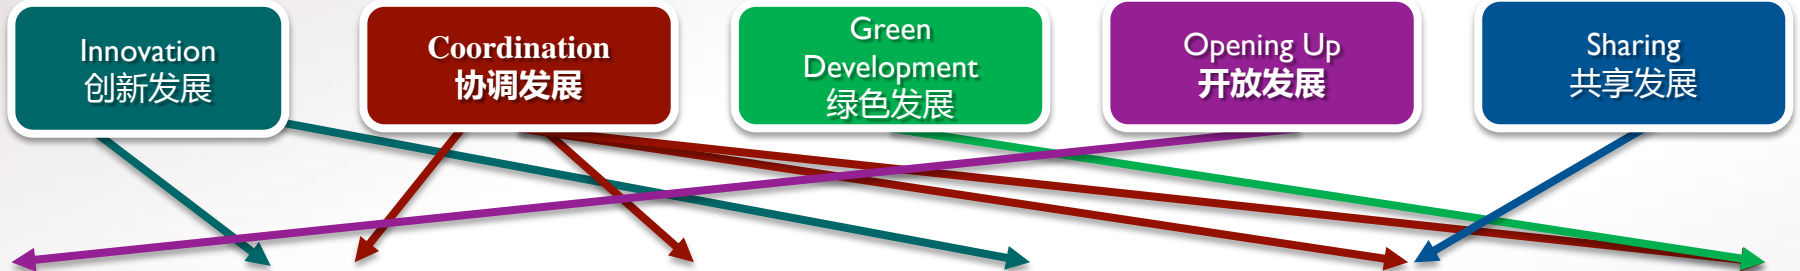 Innovation
创新发展
Coordination
协调发展
Green
Development
绿色发展
Opening Up
开放发展
Sharing
共享发展